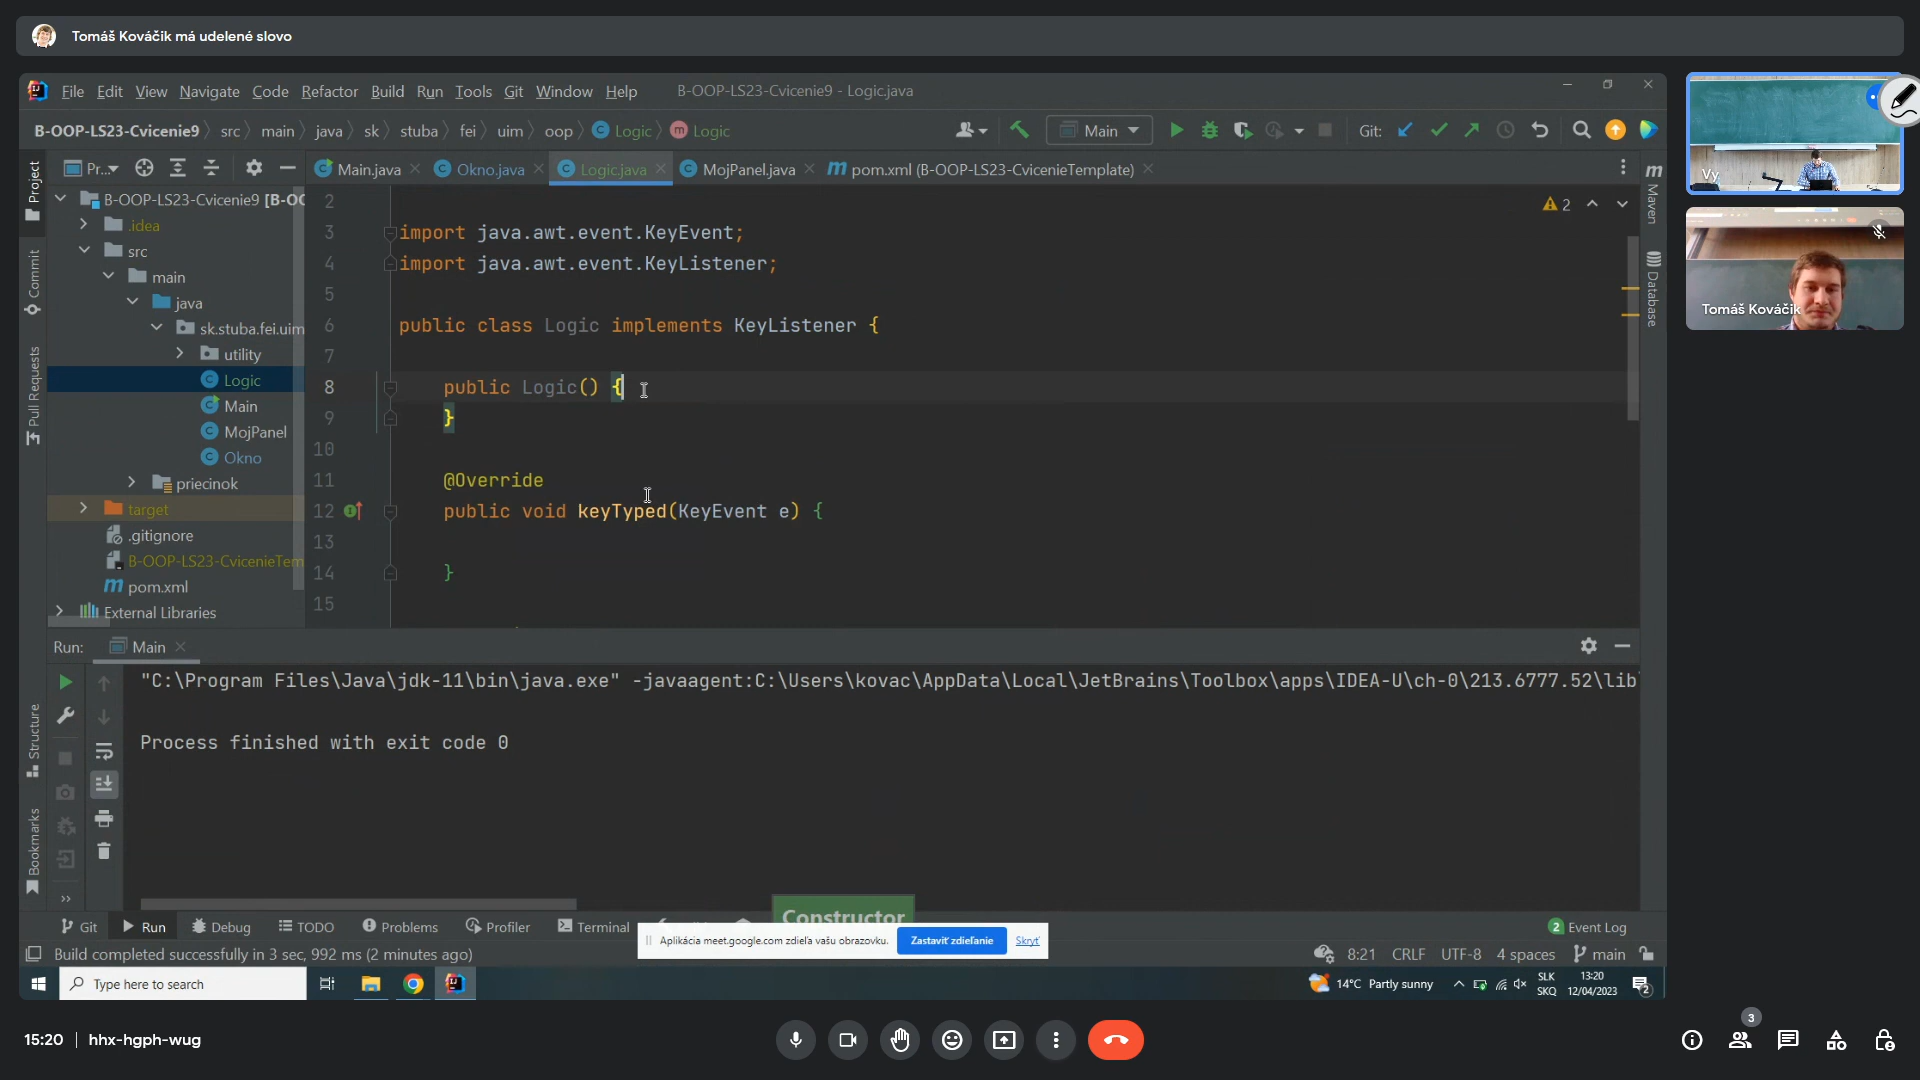 Tomáš Kováčik má udelené slovo
File Edit View Navigate Code Refactor Build Run Tools Git Window Help B-OOP-LS23-Cvicenie9 - Logic.java
B-OOP-LS23-Cvicenie9 src main java sk stuba fei uim oop Logic Logic Main Git:
Pr... Main.java Okno.java Logic.java MojPanel.java pom.xml (B-OOP-LS23-CvicenieTemplate)
Project
Commit
Pull Requests
Structure
Bookmarks
B-OOP-LS23-Cvicenie9 [B-OO
.idea
src
main
java
sk.stuba.fei.uim
utility
Logic
Main
MojPanel
Okno
priecinok
target
.gitignore
B-OOP-LS23-CvicenieTem
pom.xml
External Libraries
2
2
3 import java.awt.event.KeyEvent;
4 import java.awt.event.KeyListener;
5
6 public class Logic implements KeyListener {
7
8 public Logic() {
9 }
10
11 @Override
12 public void keyTyped(KeyEvent e) {
13
14 }
15
Maven
Database
Run: Main
"C:\Program Files\Java\jdk-11\bin\java.exe" -javaagent:C:\Users\kovac\AppData\Local\JetBrains\Toolbox\apps\IDEA-U\ch-0\213.6777.52\lib
Process finished with exit code 0
Constructor
Git Run Debug TODO Problems Profiler Terminal 2 Event Log
Aplikácia meet.google.com zdieľa vašu obrazovku. Zastaviť zdieľanie Skryť
Build completed successfully in 3 sec, 992 ms (2 minutes ago) 8:21 CRLF UTF-8 4 spaces main
Type here to search 14°C Partly sunny SLK SKQ 13:20 12/04/2023 2
Vy
Tomáš Kováčik
15:20 hhx-hgph-wug 3